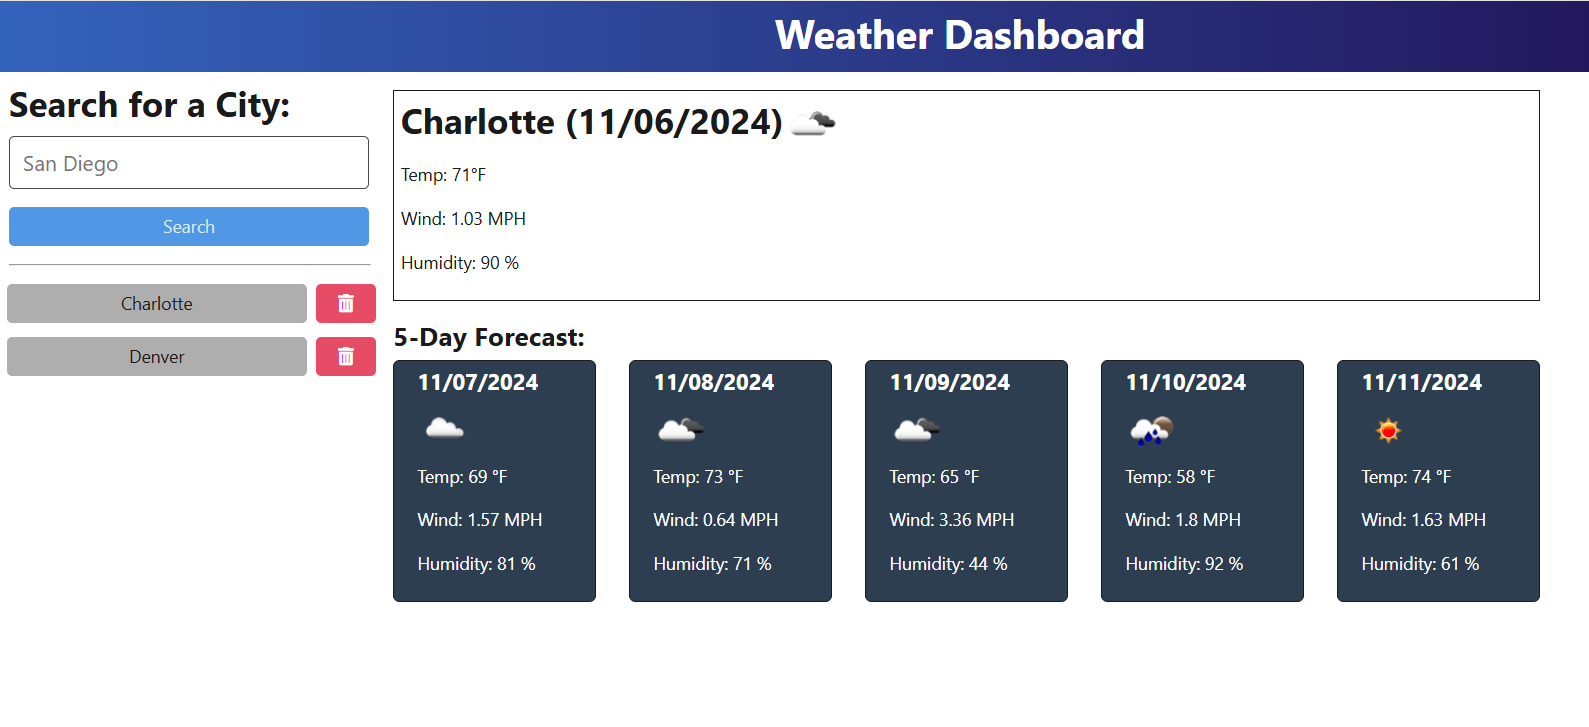 Weather Dashboard
Search for a City:
San Diego
Search
Charlotte
Denver
Charlotte (11/06/2024)
Temp: 71°F
Wind: 1.03 MPH
Humidity: 90 %
5-Day Forecast:
11/07/2024
Temp: 69 °F
Wind: 1.57 MPH
Humidity: 81 %
11/08/2024
Temp: 73 °F
Wind: 0.64 MPH
Humidity: 71 %
11/09/2024
Temp: 65 °F
Wind: 3.36 MPH
Humidity: 44 %
11/10/2024
Temp: 58 °F
Wind: 1.8 MPH
Humidity: 92 %
11/11/2024
Temp: 74 °F
Wind: 1.63 MPH
Humidity: 61 %